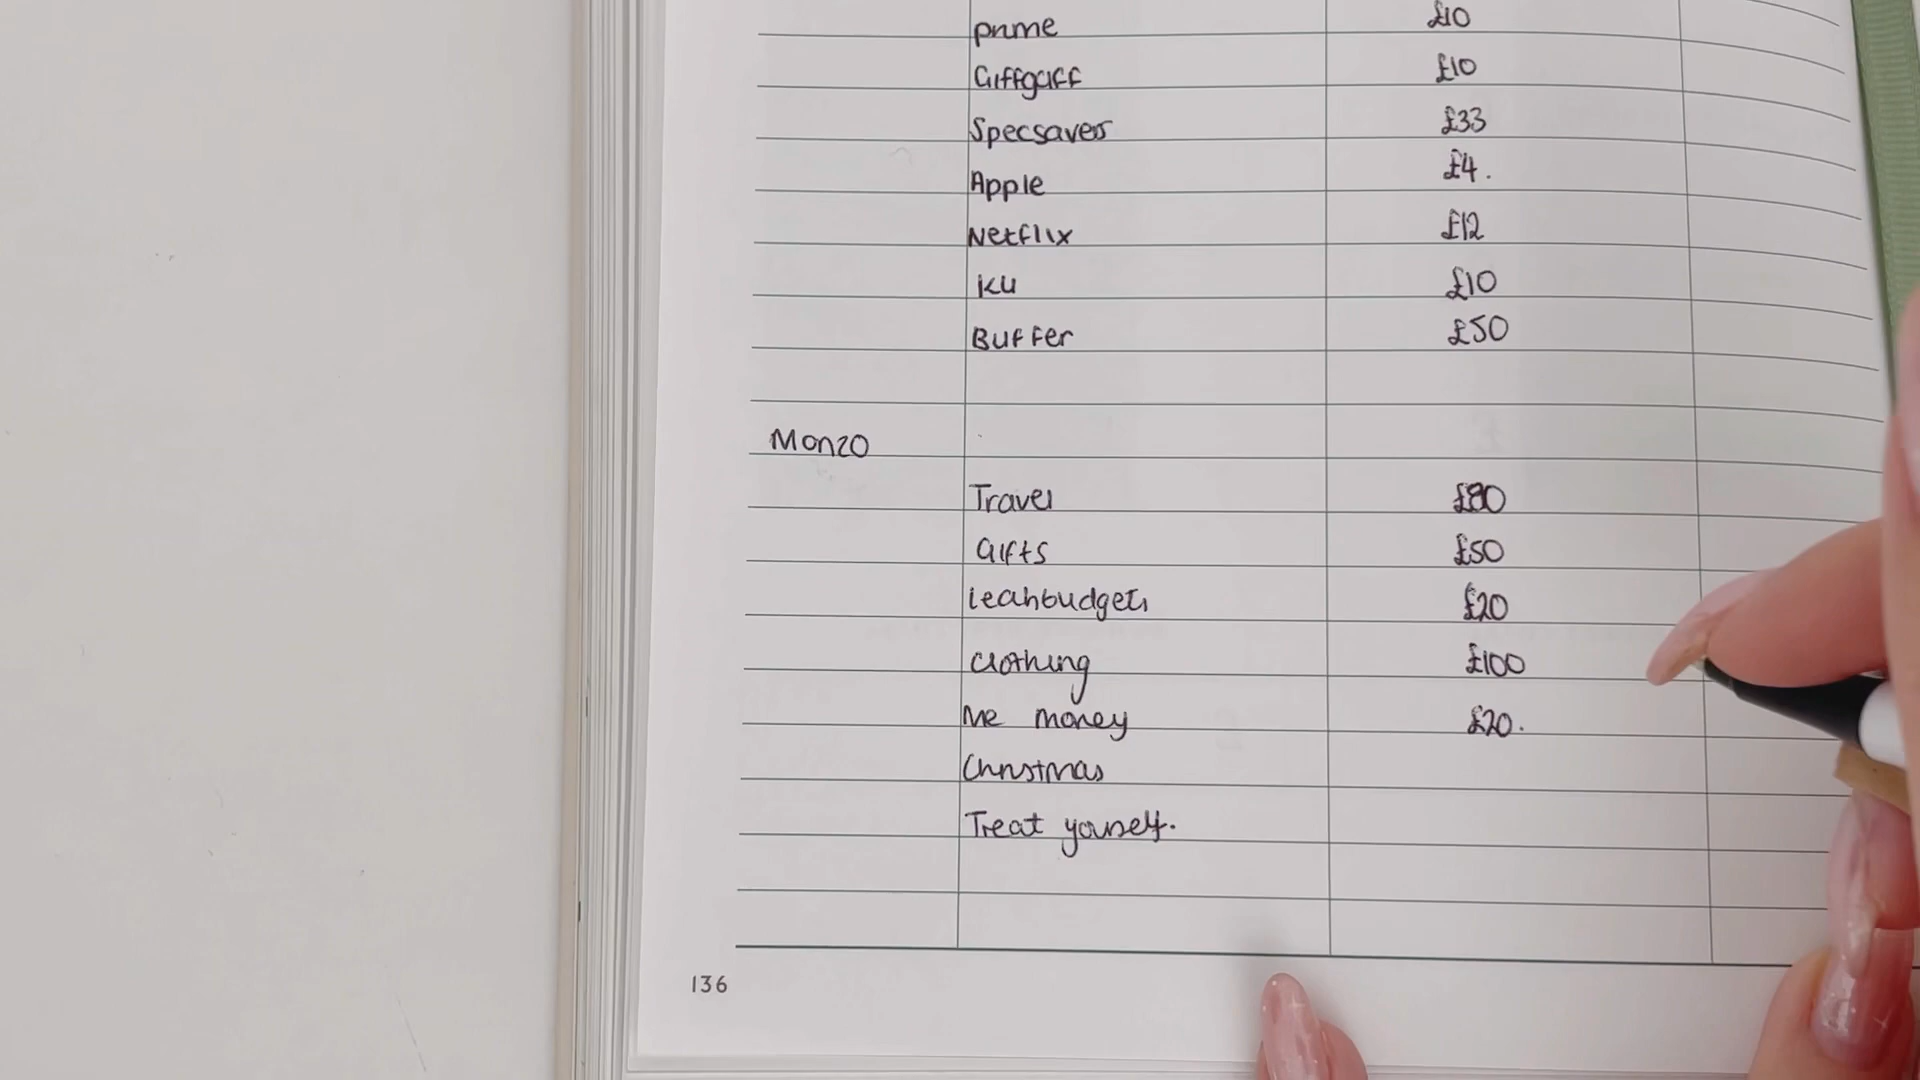 prime £10
Giffgaff £10
Specsavers £33
Apple £4.
Netflix £12
KU £10
Buffer £50
Monzo
Travel £80
Gifts £50
leahbudgets £20
Clothing £100
Me money £20.
Christmas
Treat yourself.
136